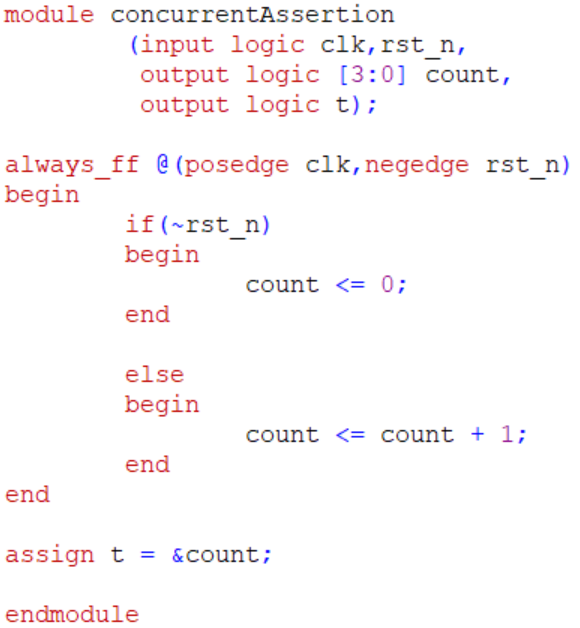 module concurrentAssertion
(input logic clk,rst_n,
output logic [3:0] count,
output logic t);
always_ff @(posedge clk,negedge rst_n)
begin
if(~rst_n)
begin
count <= 0;
end
else
begin
count <= count + 1;
end
end
assign t = &count;
endmodule